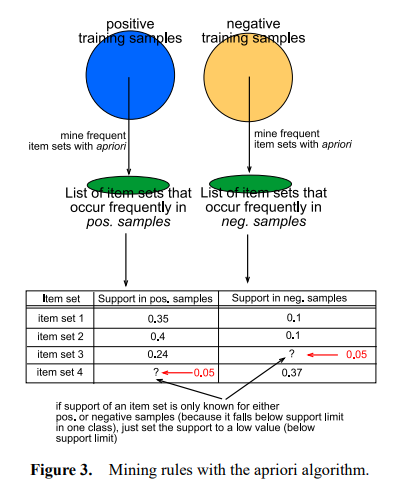 positive
training samples
negative
training samples
mine frequent
item sets with apriori
mine frequent
item sets with apriori
List of item sets that
occur frequently in
pos. samples
List of item sets that
occur frequently in
neg. samples
Item set Support in pos. samples Support in neg. samples
item set 1 0.35 0.1
item set 2 0.4 0.1
item set 3 0.24 ? 0.05
item set 4 ? 0.05 0.37
if support of an item set is only known for either
pos. or negative samples (because it falls below support limit
in one class), just set the support to a low value (below
support limit)
Figure 3. Mining rules with the apriori algorithm.